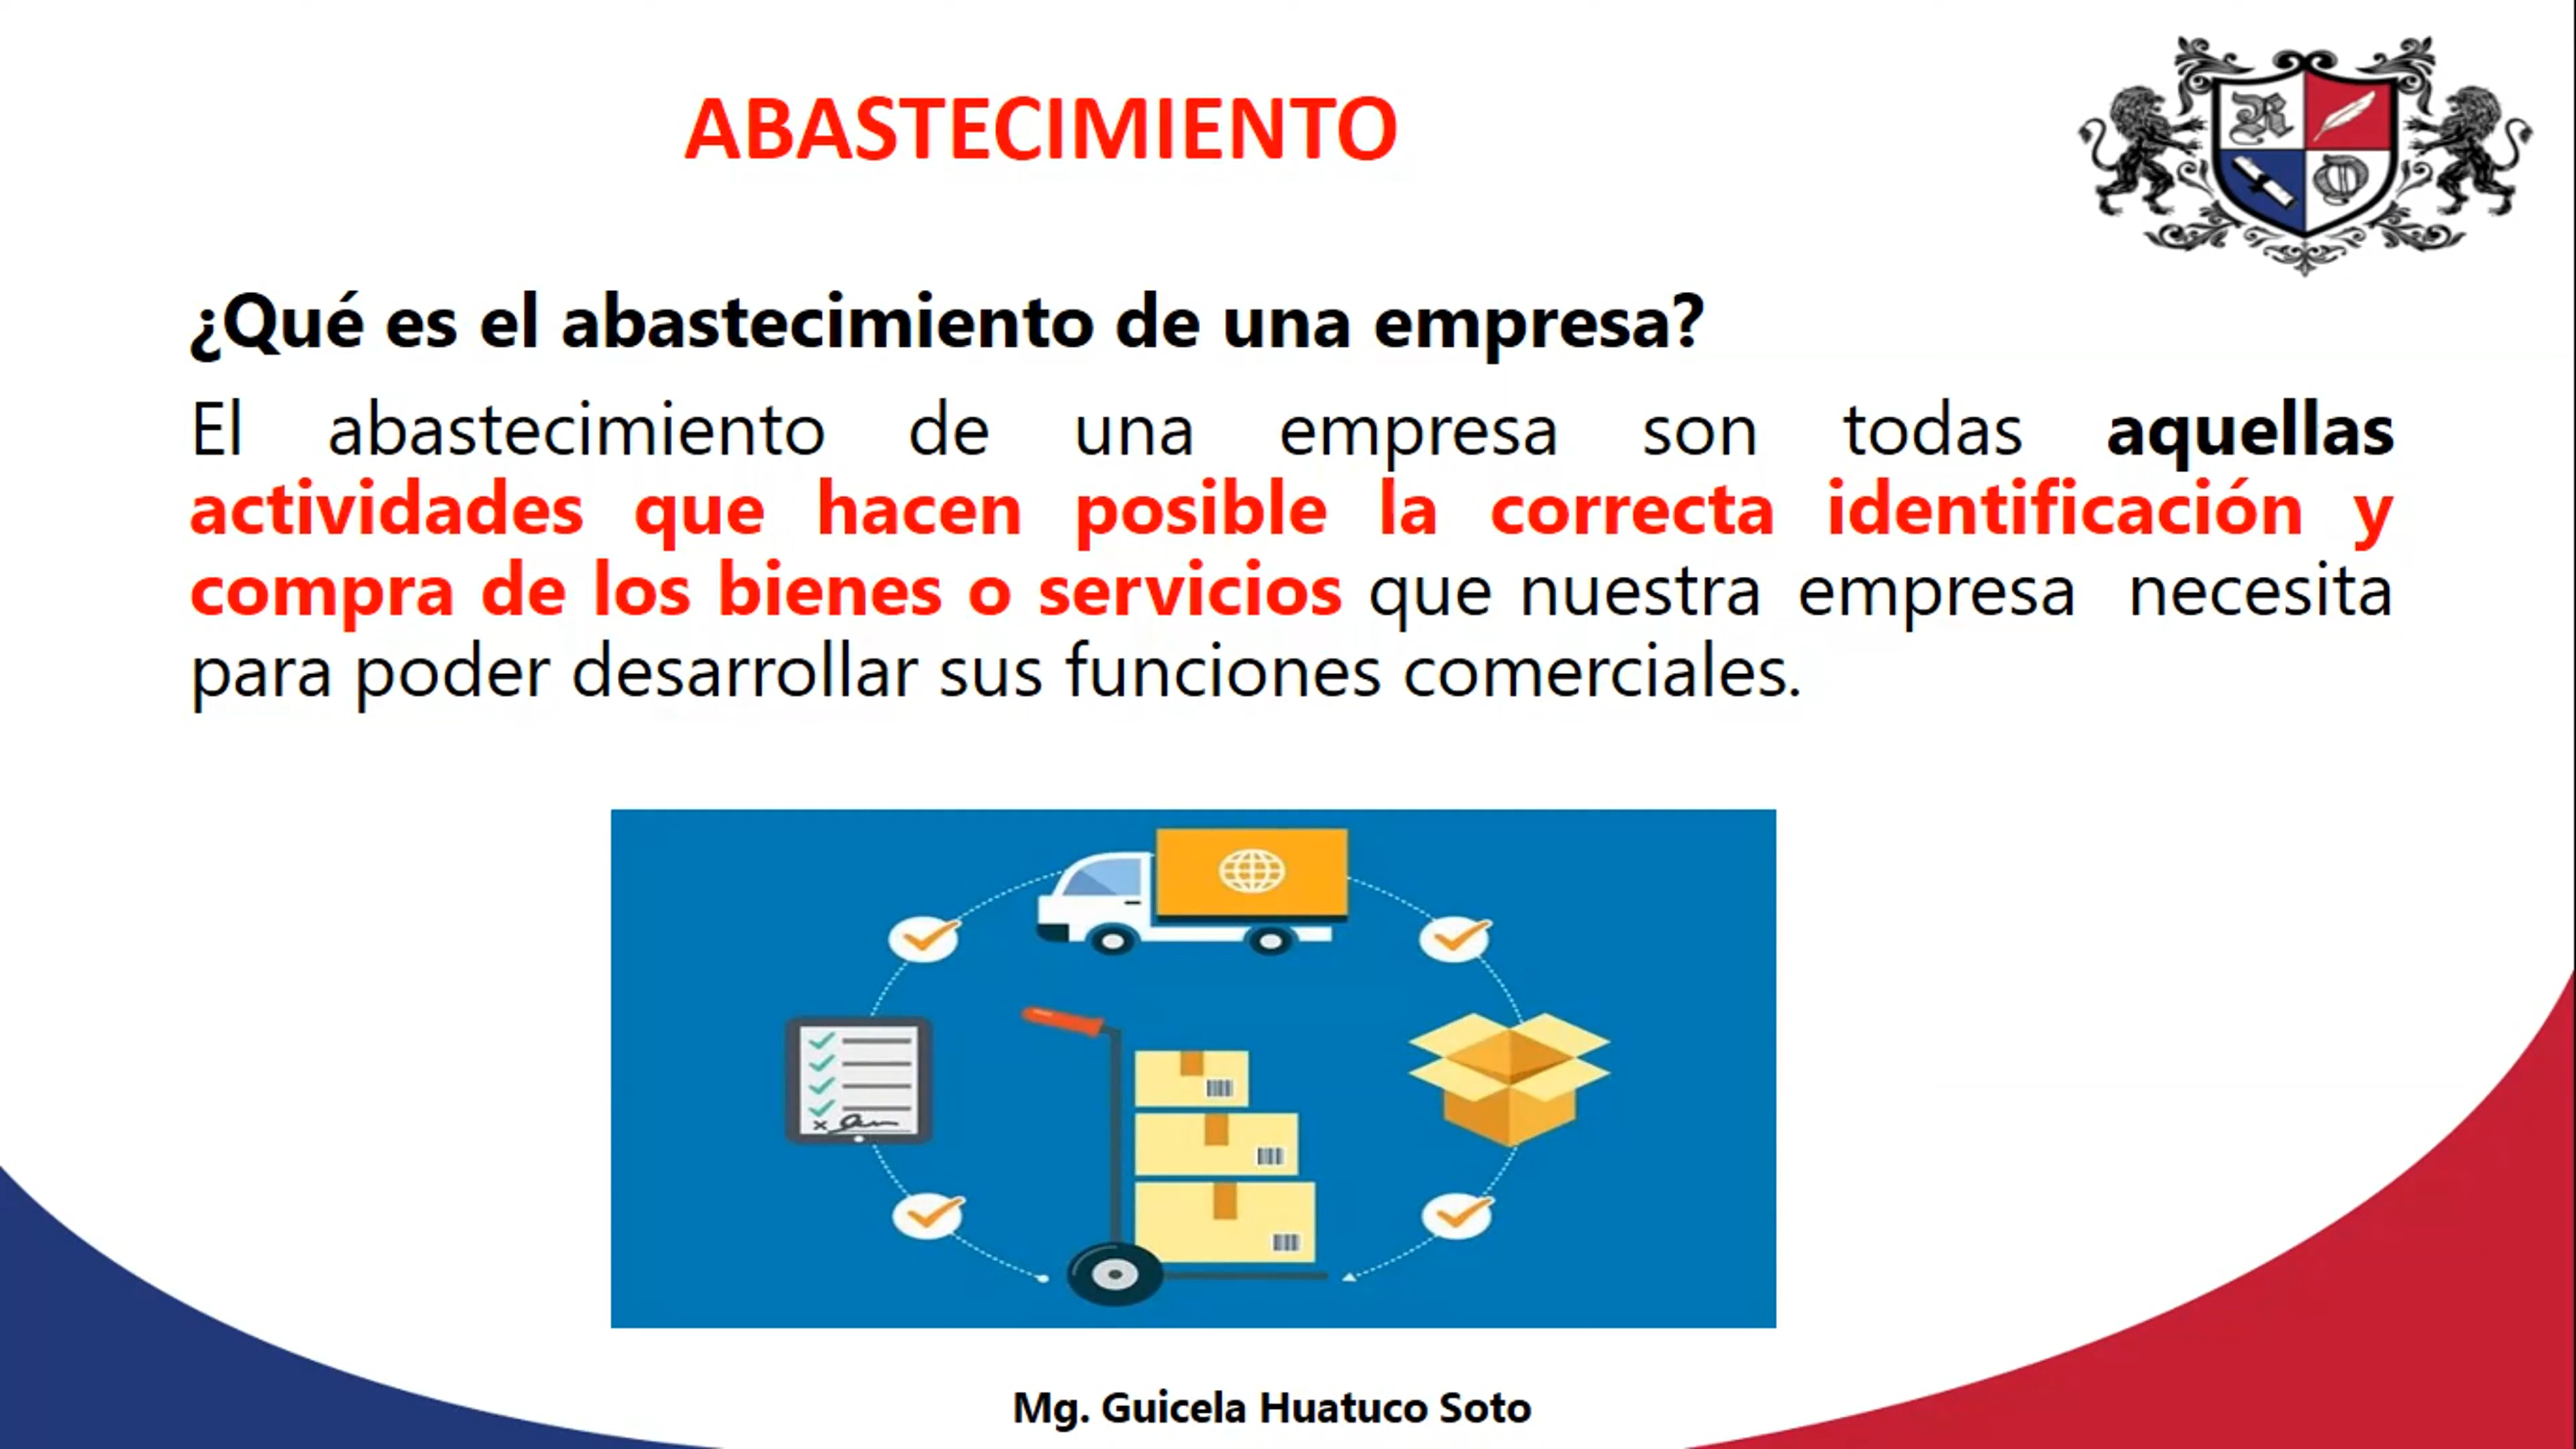 ABASTECIMIENTO
¿Qué es el abastecimiento de una empresa?
El abastecimiento de una empresa son todas aquellas
actividades que hacen posible la correcta identificación y
compra de los bienes o servicios que nuestra empresa necesita
para poder desarrollar sus funciones comerciales.
Mg. Guicela Huatuco Soto